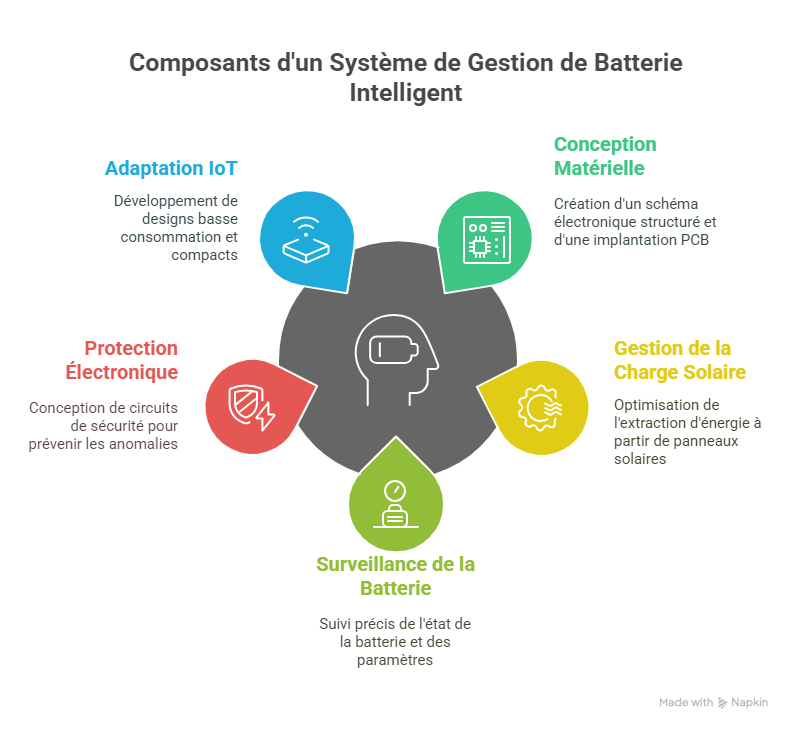 Composants d'un Système de Gestion de Batterie
Intelligent
Adaptation IoT
Développement de
designs basse
consommation et
compacts
Conception
Matérielle
Création d'un schéma
électronique structuré et
d'une implantation PCB
Protection
Électronique
Conception de circuits
de sécurité pour
prévenir les anomalies
Gestion de la
Charge Solaire
Optimisation de
l'extraction d'énergie à
partir de panneaux
solaires
Surveillance de la
Batterie
Suivi précis de l'état de
la batterie et des
paramètres
Made with Napkin